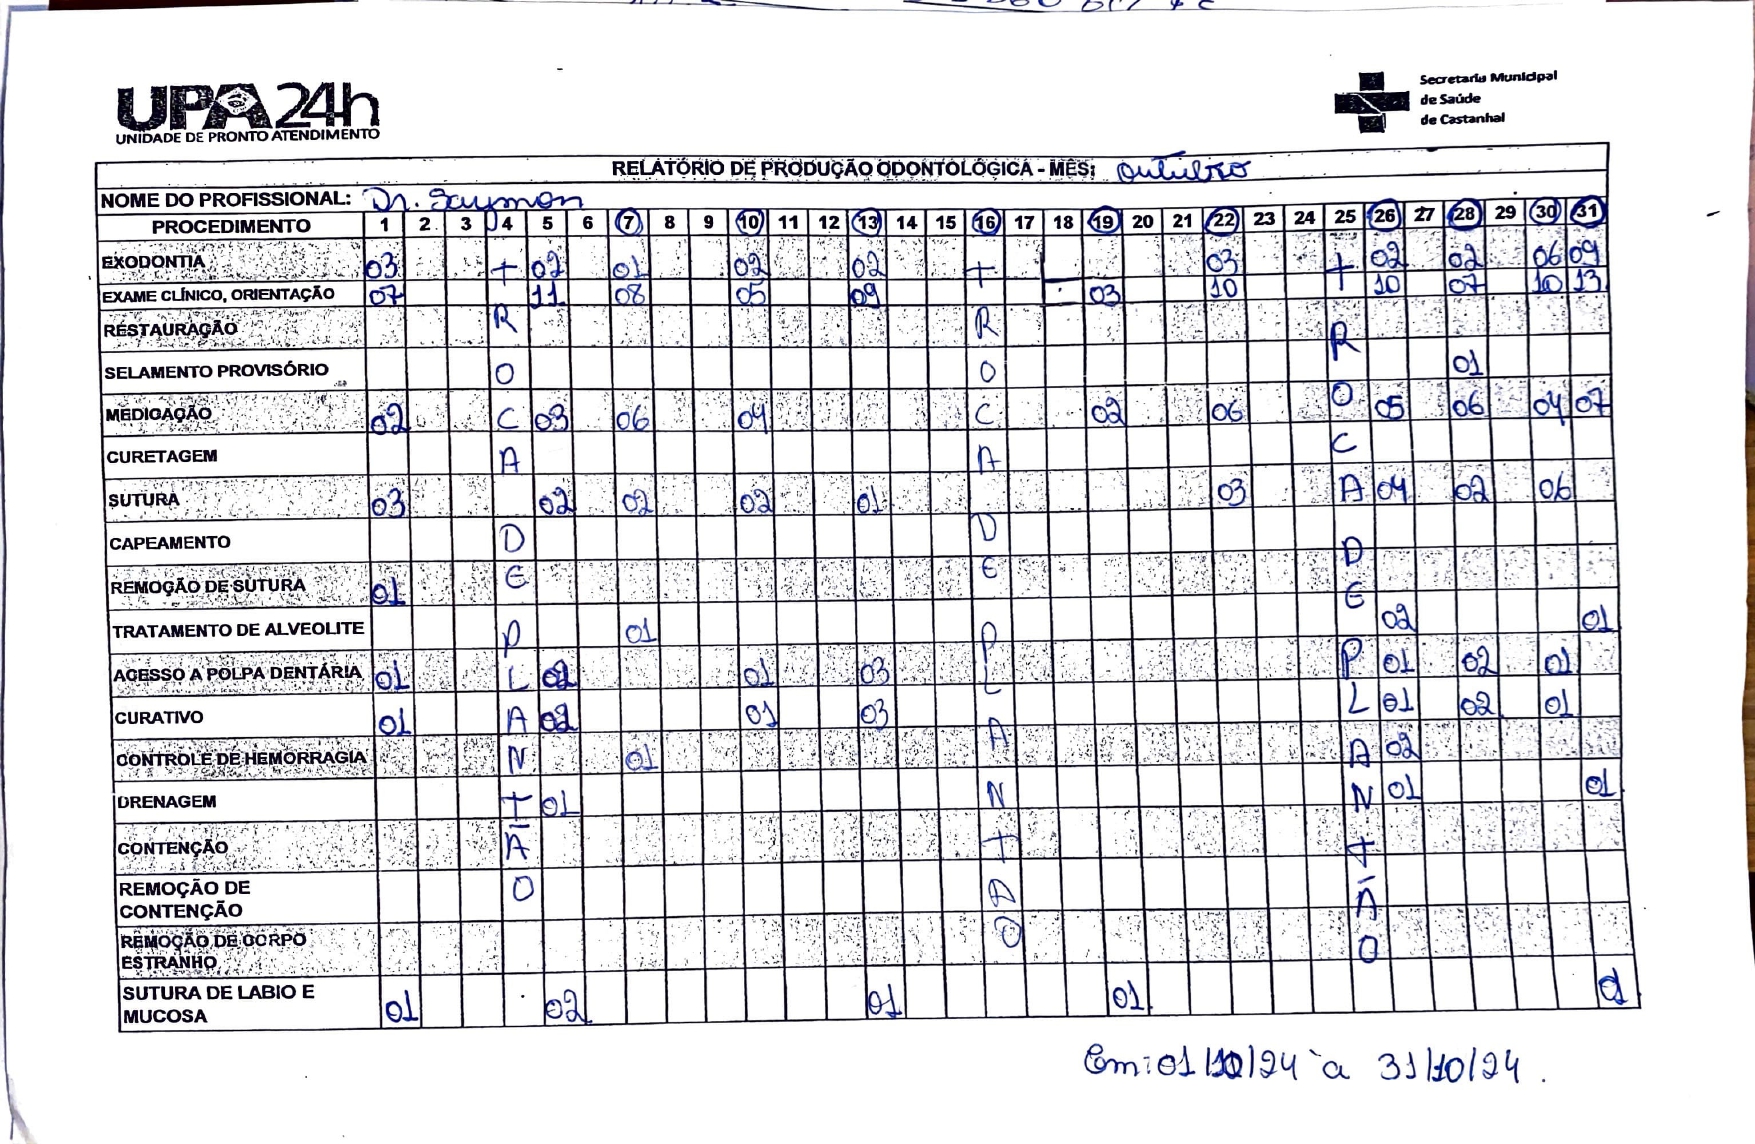 UPA24h
UNIDADE DE PRONTO ATENDIMENTO
Secretaria Municipal
de Saúde
de Castanhal
RELATÓRIO DE PRODUÇÃO ODONTOLÓGICA - MÊS: outubro
NOME DO PROFISSIONAL: Dr. Saymon
PROCEDIMENTO 1 2 3 4 5 6 7 8 9 10 11 12 13 14 15 16 17 18 19 20 21 22 23 24 25 26 27 28 29 30 31
EXODONTIA 03 T 02 01 02 02 T 03 T 02 02 06 09
EXAME CLÍNICO, ORIENTAÇÃO 07 11 08 05 09 03 10 10 07 10 13
RESTAURAÇÃO R R R
SELAMENTO PROVISÓRIO O O 01
MEDICAÇÃO 02 C 03 06 04 C 02 06 O 05 06 04 07
CURETAGEM A A C
SUTURA 03 02 02 02 01 03 A 04 02 06
CAPEAMENTO D D D
REMOÇÃO DE SUTURA 01 E E E
TRATAMENTO DE ALVEOLITE P 01 P 02 01
ACESSO A POLPA DENTÁRIA 01 L 02 01 03 L P 01 02 01
CURATIVO 01 A 02 01 03 A L 01 02 01
CONTROLE DE HEMORRAGIA N 01 A 02
DRENAGEM T 01 N N 01 01
CONTENÇÃO Ã T T
REMOÇÃO DE
CONTENÇÃO O Ã Ã
REMOÇÃO DE CORPO
ESTRANHO O O
SUTURA DE LABIO E
MUCOSA 01 02 01 01
Em: 01/10/24 a 31/10/24.